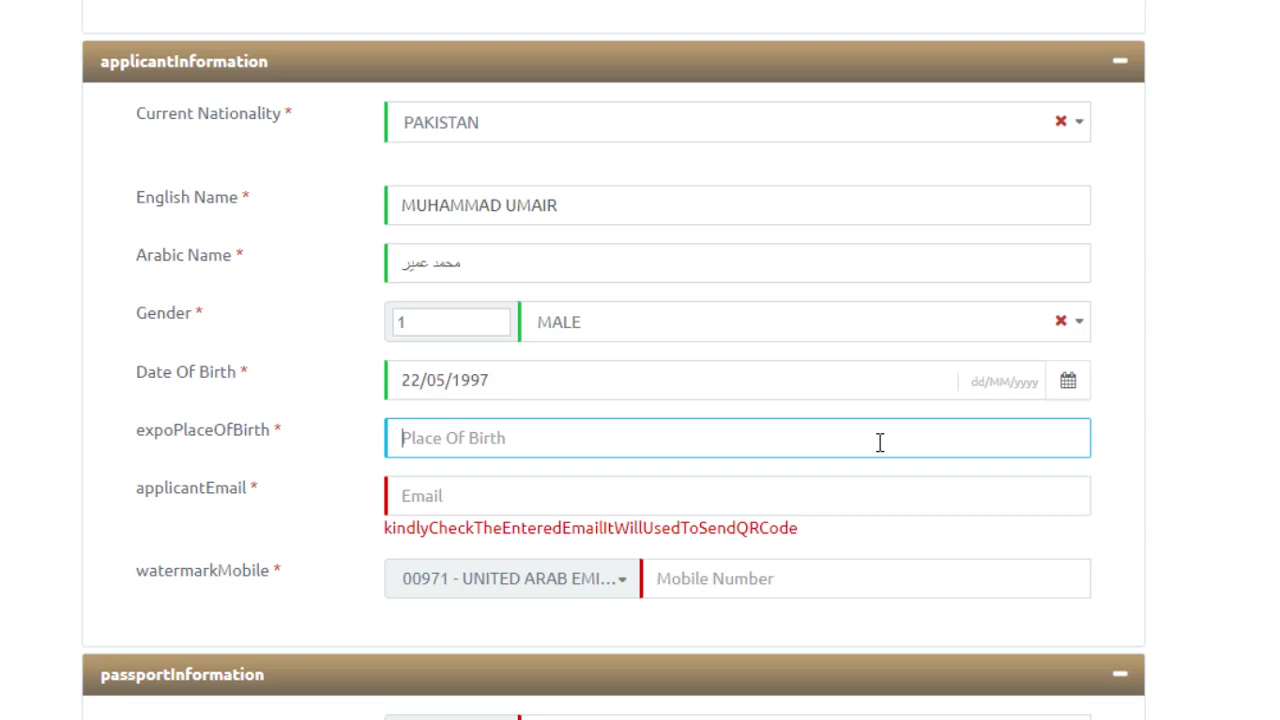 applicantInformation
Current Nationality *
PAKISTAN
English Name *
MUHAMMAD UMAIR
Arabic Name *
محمد عمير
Gender *
1
MALE
Date Of Birth *
22/05/1997
dd/MM/yyyy
expoPlaceOfBirth *
Place Of Birth
applicantEmail *
Email
kindlyCheckTheEnteredEmailItWillUsedToSendQRCode
watermarkMobile *
00971 - UNITED ARAB EMI...
Mobile Number
passportInformation